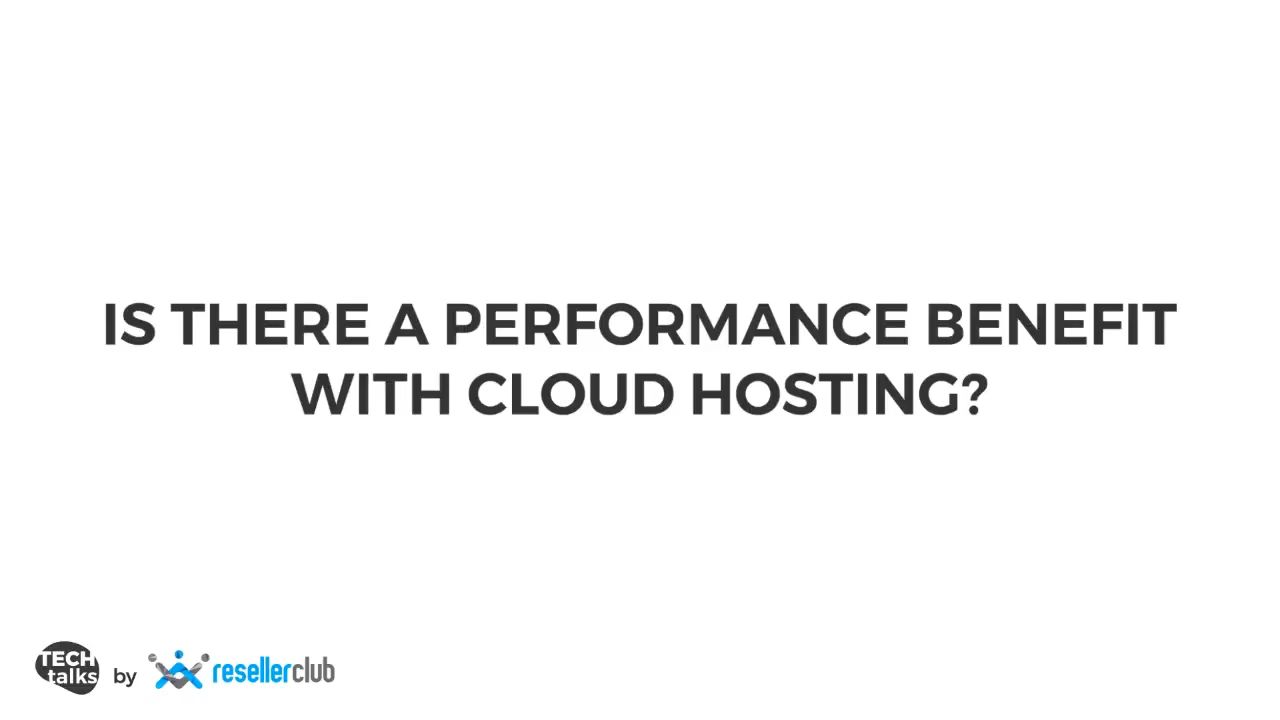 IS THERE A PERFORMANCE BENEFIT
WITH CLOUD HOSTING?
TECH
talks
by
resellerclub